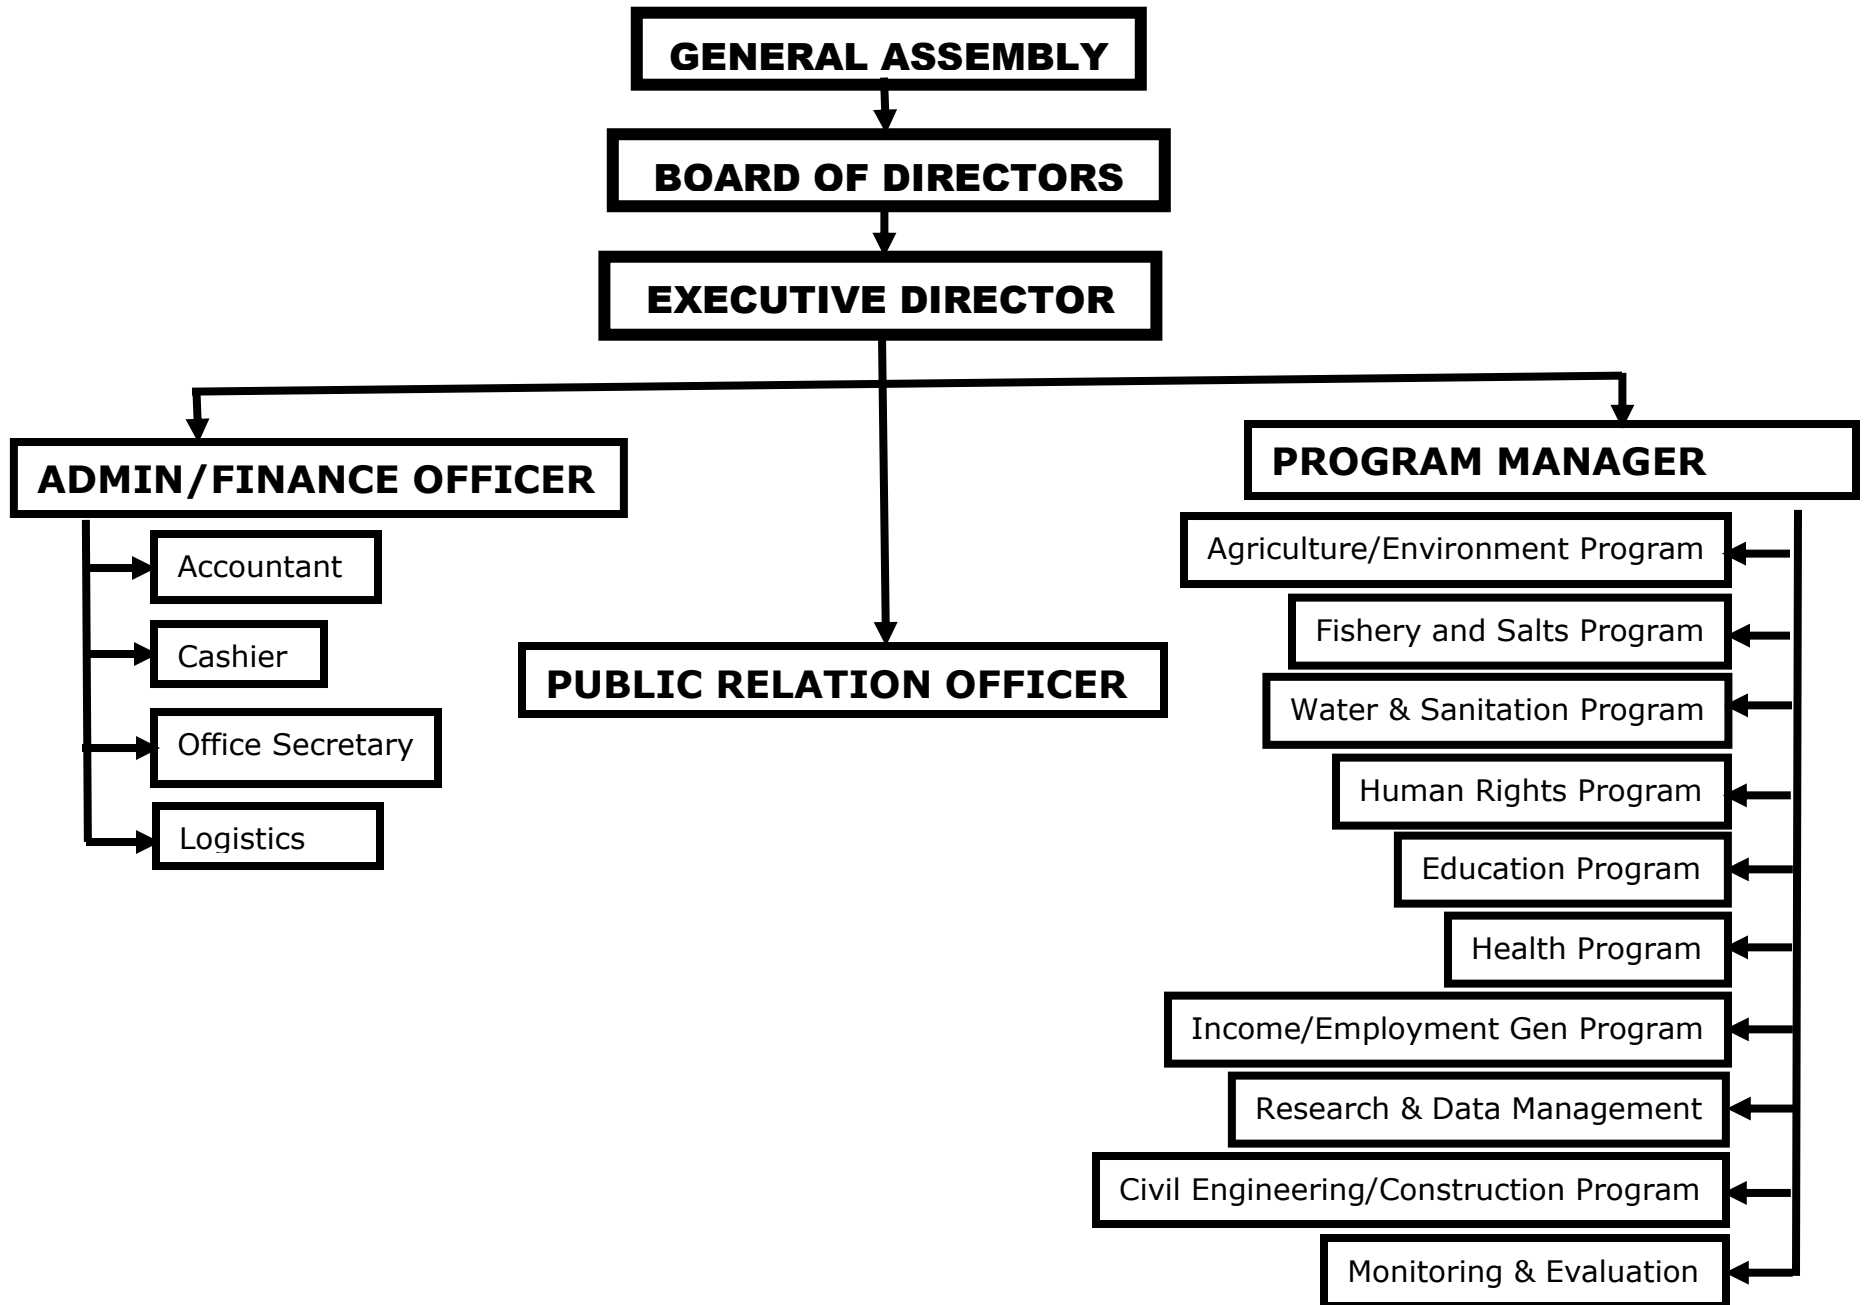 GENERAL ASSEMBLY
BOARD OF DIRECTORS
EXECUTIVE DIRECTOR
ADMIN/FINANCE OFFICER
Accountant
Cashier
Office Secretary
Logistics
PUBLIC RELATION OFFICER
PROGRAM MANAGER
Agriculture/Environment Program
Fishery and Salts Program
Water & Sanitation Program
Human Rights Program
Education Program
Health Program
Income/Employment Gen Program
Research & Data Management
Civil Engineering/Construction Program
Monitoring & Evaluation